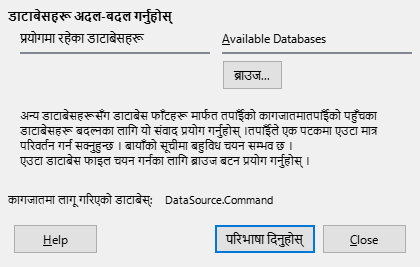 डाटाबेसहरू अदल-बदल गर्नुहोस्
प्रयोगमा रहेका डाटाबेसहरू
Available Databases
ब्राउज...
अन्य डाटाबेसहरूसँग डाटाबेस फाँटहरू मार्फत तपाईँको कागजातमातपाईँको पहुँचका
डाटाबेसहरू बदल्नका लागि यो संवाद प्रयोग गर्नुहोस् ।तपाईँले एक पटकमा एउटा मात्र
परिवर्तन गर्न सक्नुहुन्छ । बायाँको सूचीमा बहुविध चयन सम्भव छ ।
एउटा डाटाबेस फाइल चयन गर्नका लागि ब्राउज बटन प्रयोग गर्नुहोस् ।
कागजातमा लागू गरिएको डाटाबेस: DataSource.Command
Help
परिभाषा दिनुहोस्
Close